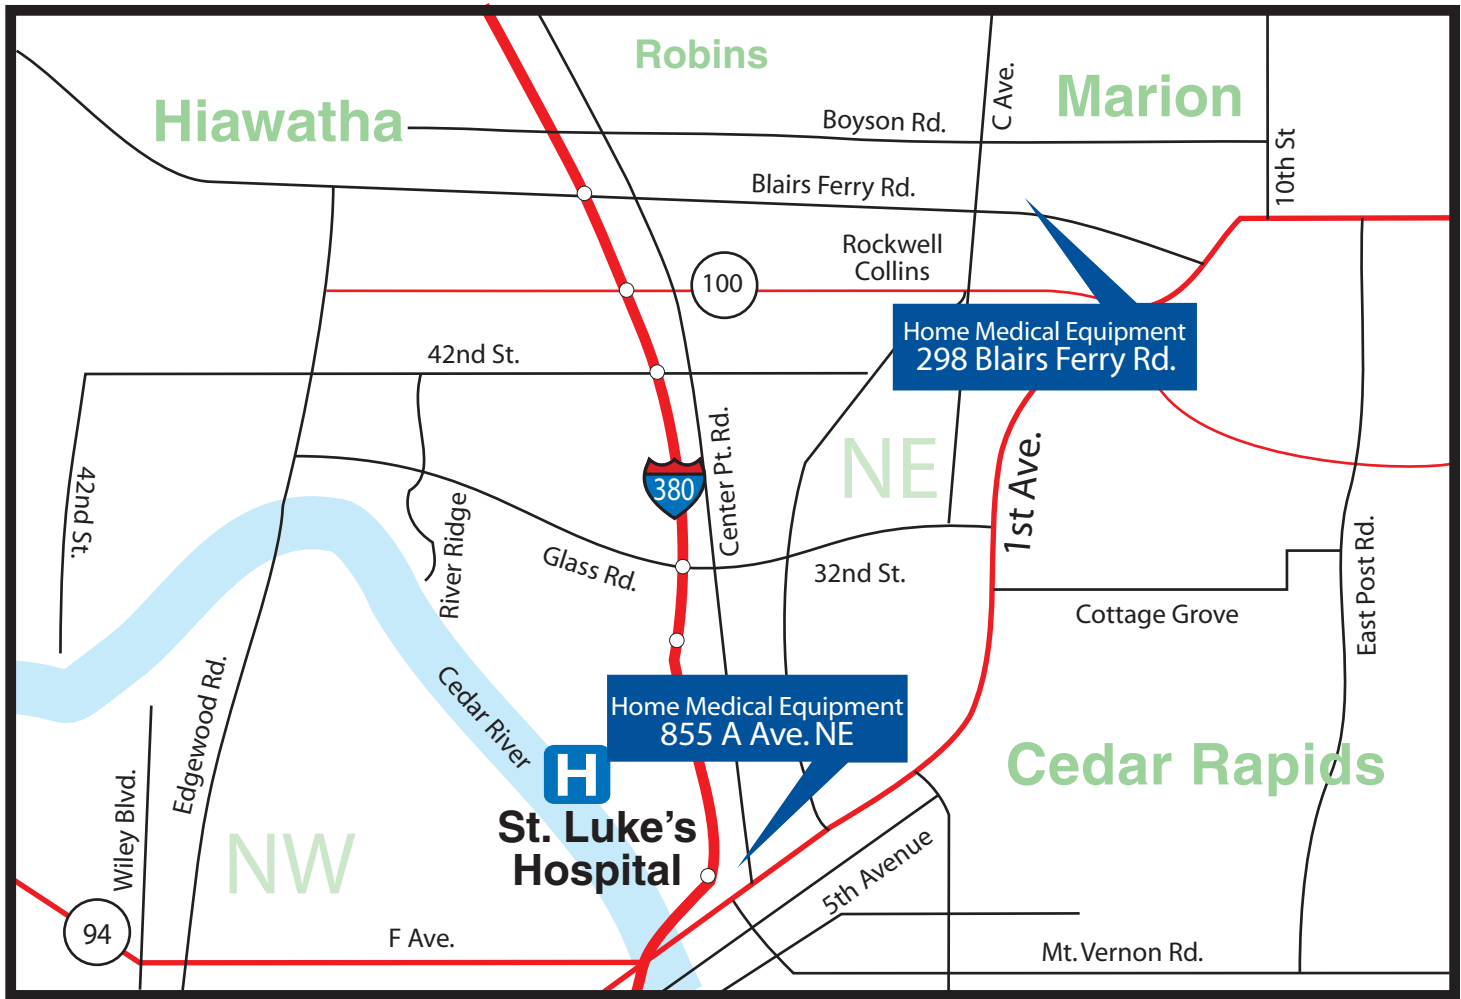 Robins
Hiawatha
Marion
C Ave.
Boyson Rd.
10th St
Blairs Ferry Rd.
Rockwell
Collins
100
Home Medical Equipment
298 Blairs Ferry Rd.
42nd St.
42nd St.
NE
1st Ave.
380
Center Pt. Rd.
River Ridge
Glass Rd.
32nd St.
East Post Rd.
Cottage Grove
Edgewood Rd.
Cedar River
Home Medical Equipment
855 A Ave. NE
H
St. Luke's
Hospital
Cedar Rapids
Wiley Blvd.
NW
5th Avenue
94
F Ave.
Mt. Vernon Rd.